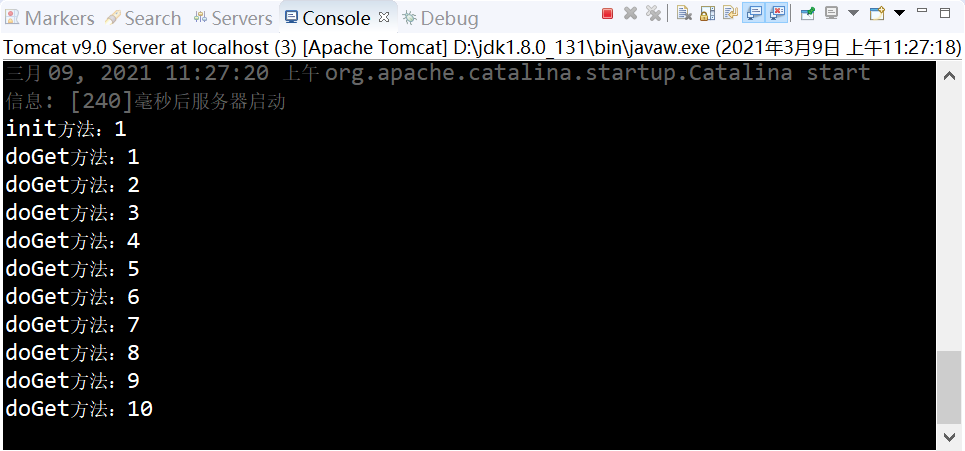 Markers Search Servers Console Debug
Tomcat v9.0 Server at localhost (3) [Apache Tomcat] D:\jdk1.8.0_131\bin\javaw.exe (2021年3月9日 上午11:27:18)
三月 09, 2021 11:27:20 上午 org.apache.catalina.startup.Catalina start
信息: [240]毫秒后服务器启动
init方法：1
doGet方法：1
doGet方法：2
doGet方法：3
doGet方法：4
doGet方法：5
doGet方法：6
doGet方法：7
doGet方法：8
doGet方法：9
doGet方法：10